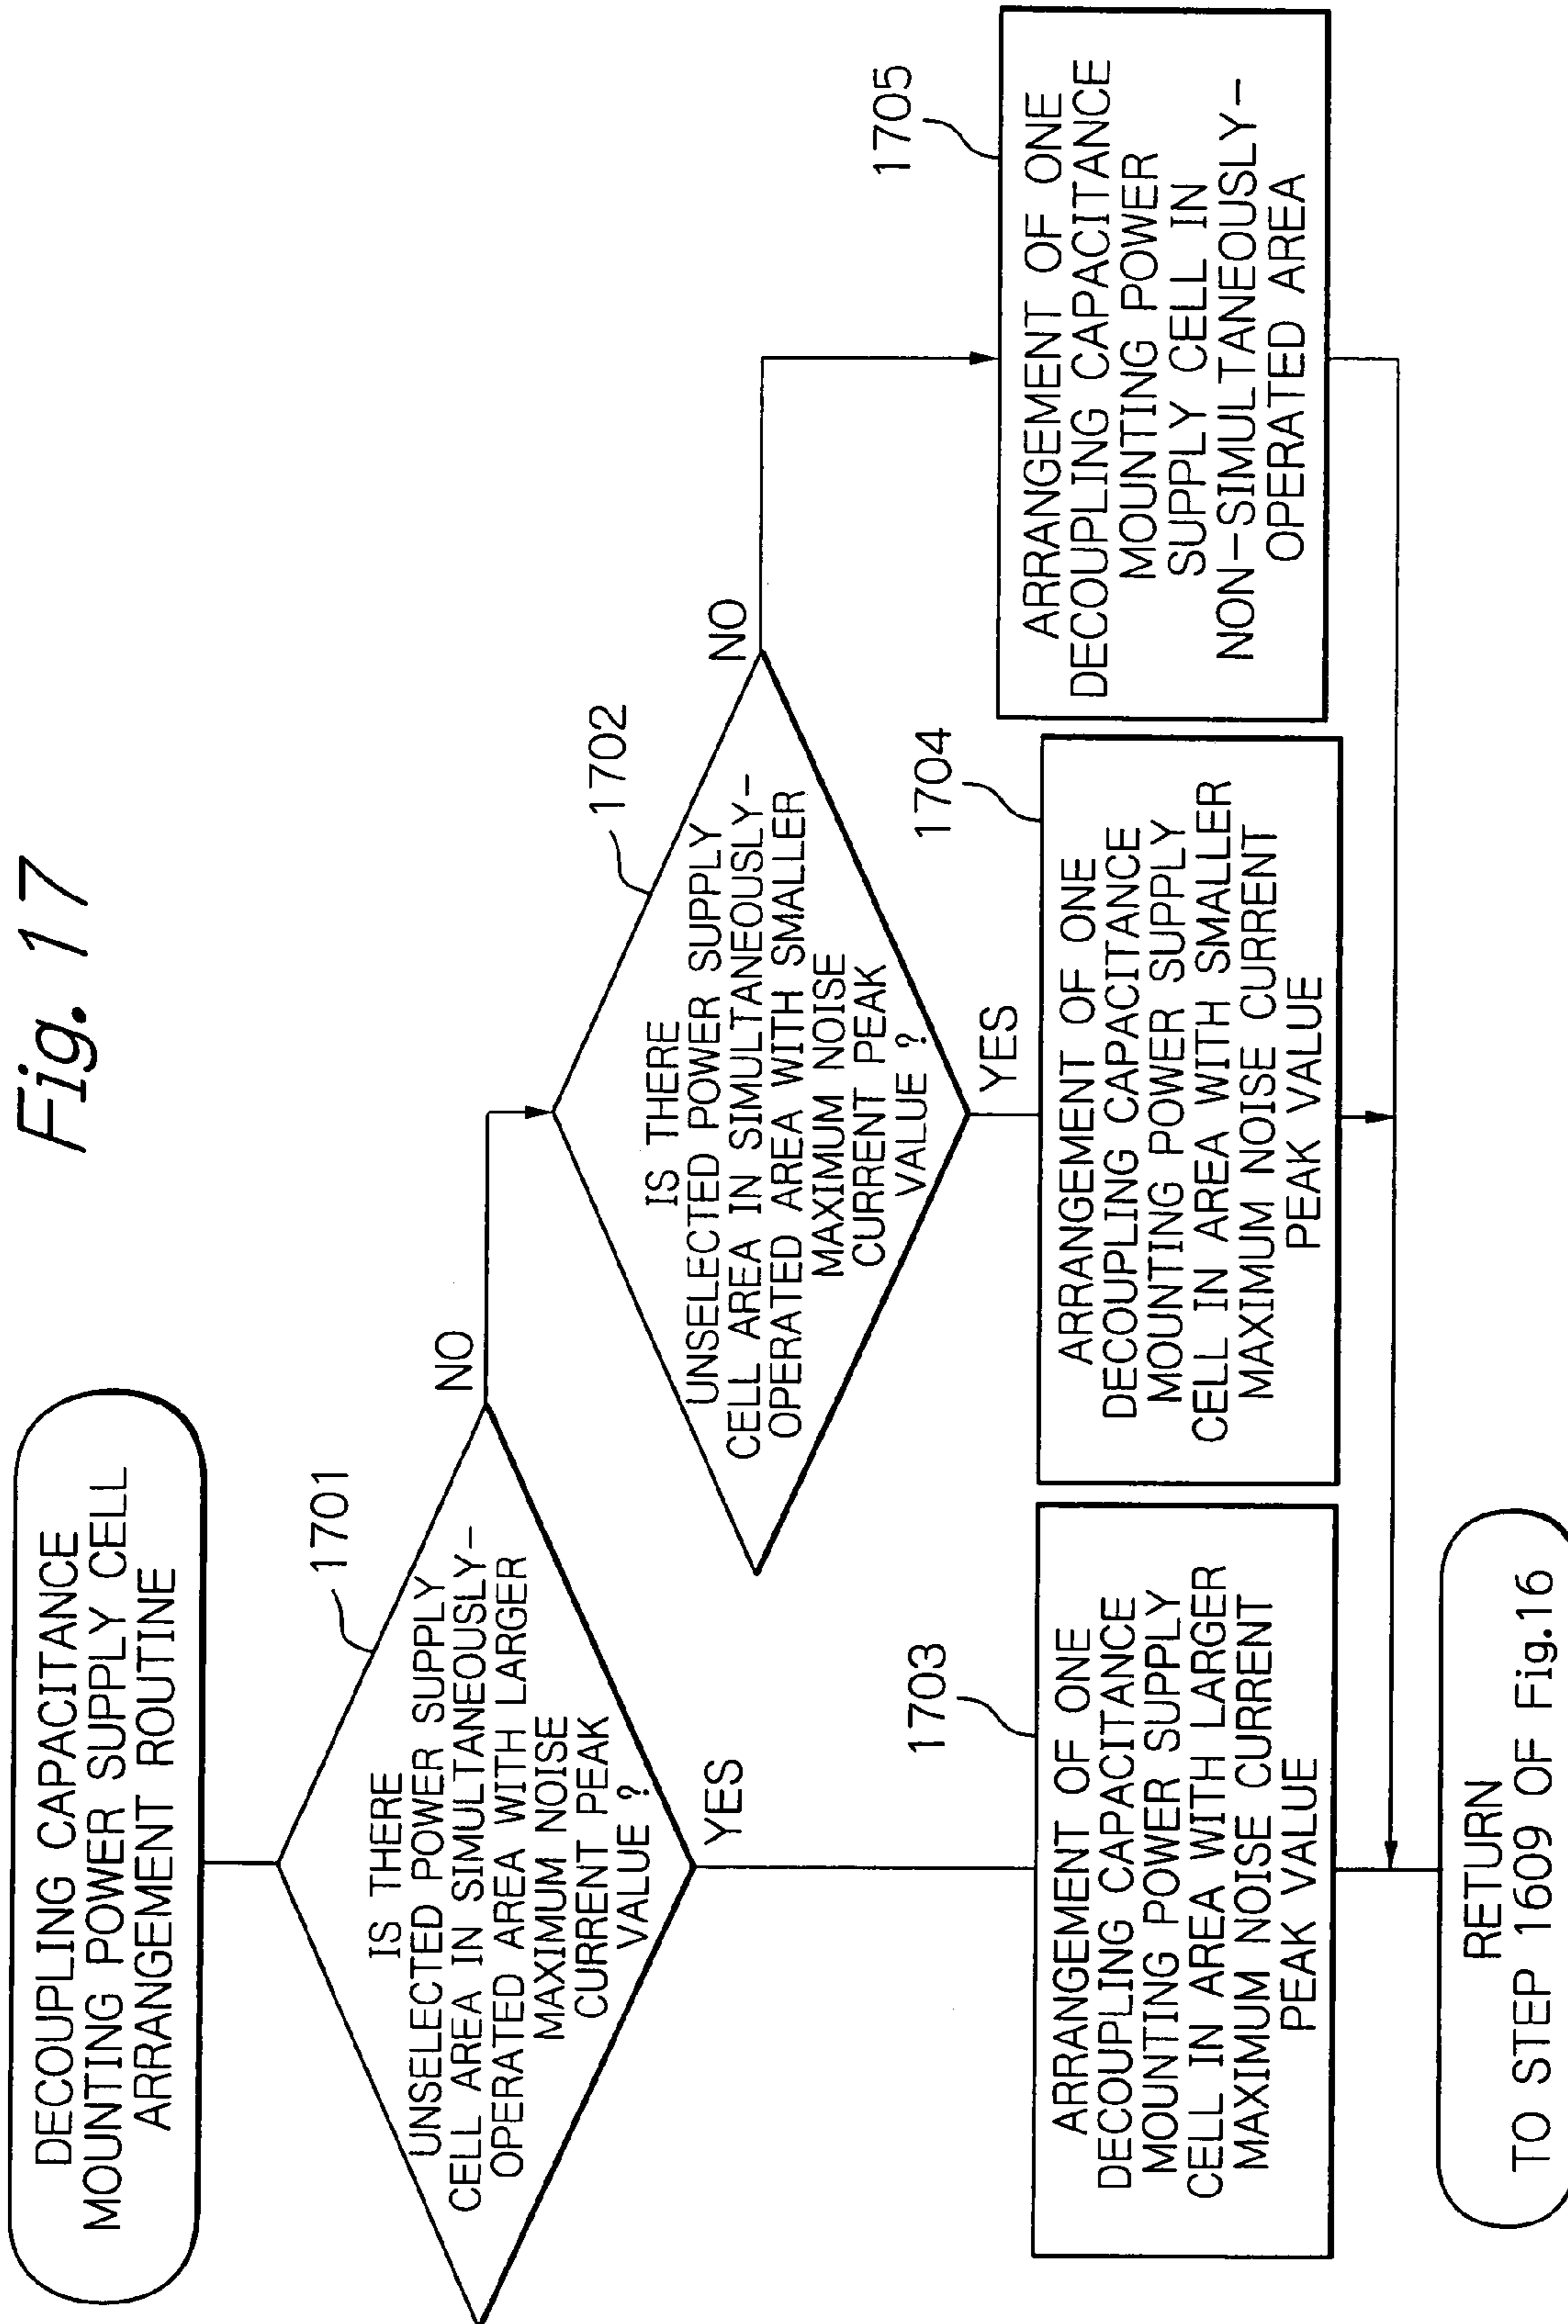 Fig. 17
DECOUPLING CAPACITANCE
MOUNTING POWER SUPPLY CELL
ARRANGEMENT ROUTINE
1701
IS THERE
UNSELECTED POWER SUPPLY
CELL AREA IN SIMULTANEOUSLY-
OPERATED AREA WITH LARGER
MAXIMUM NOISE
CURRENT PEAK
VALUE ?
NO
YES
1702
IS THERE
UNSELECTED POWER SUPPLY
CELL AREA IN SIMULTANEOUSLY-
OPERATED AREA WITH SMALLER
MAXIMUM NOISE
CURRENT PEAK
VALUE ?
NO
YES
1703
ARRANGEMENT OF ONE
DECOUPLING CAPACITANCE
MOUNTING POWER SUPPLY
CELL IN AREA WITH LARGER
MAXIMUM NOISE CURRENT
PEAK VALUE
1704
ARRANGEMENT OF ONE
DECOUPLING CAPACITANCE
MOUNTING POWER SUPPLY
CELL IN AREA WITH SMALLER
MAXIMUM NOISE CURRENT
PEAK VALUE
1705
ARRANGEMENT OF ONE
DECOUPLING CAPACITANCE
MOUNTING POWER
SUPPLY CELL IN
NON-SIMULTANEOUSLY-
OPERATED AREA
RETURN
TO STEP 1609 OF Fig.16